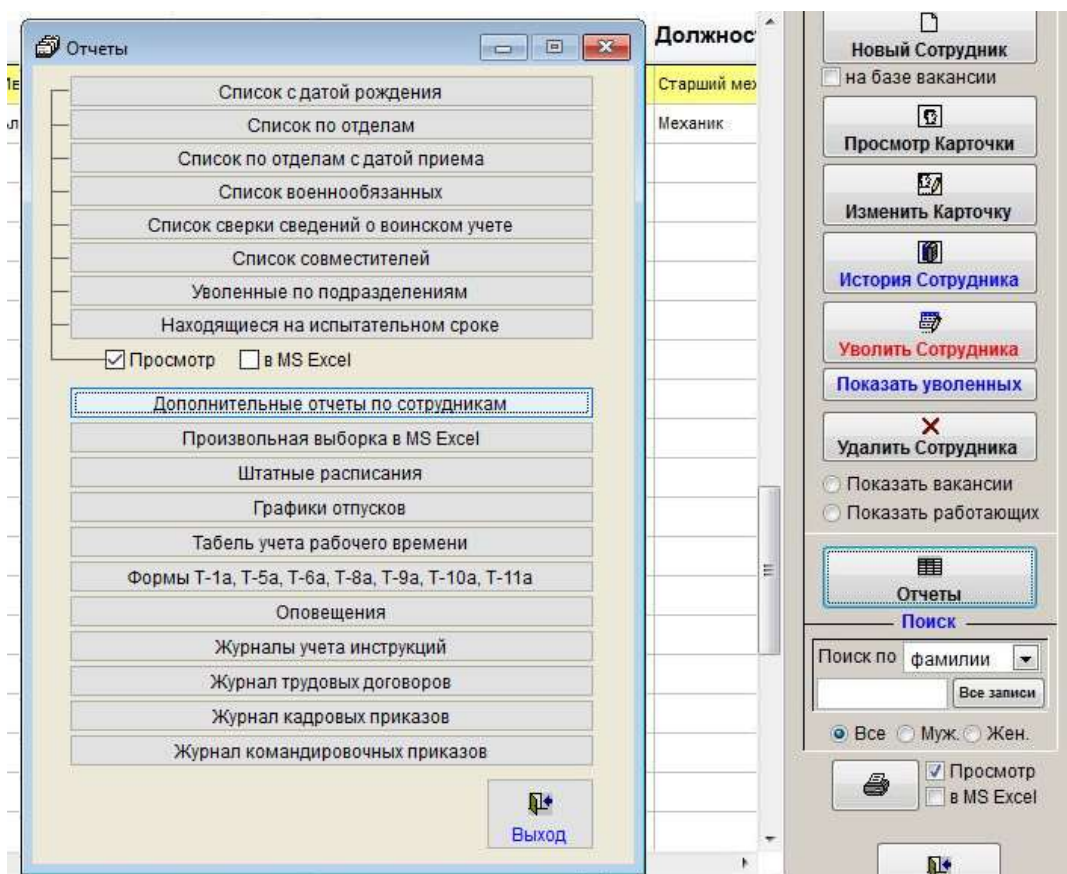 Отчеты
Список с датой рождения
Список по отделам
Список по отделам с датой приема
Список военнообязанных
Список сверки сведений о воинском учете
Список совместителей
Уволенные по подразделениям
Находящиеся на испытательном сроке
Просмотр в MS Excel
Дополнительные отчеты по сотрудникам
Произвольная выборка в MS Excel
Штатные расписания
Графики отпусков
Табель учета рабочего времени
Формы Т-1а, Т-5а, Т-6а, Т-8а, Т-9а, Т-10а, Т-11а
Оповещения
Журналы учета инструкций
Журнал трудовых договоров
Журнал кадровых приказов
Журнал командировочных приказов
Выход
Должнос
Старший мех
Механик
Новый Сотрудник
на базе вакансии
Просмотр Карточки
Изменить Карточку
История Сотрудника
Уволить Сотрудника
Показать уволенных
Удалить Сотрудника
Показать вакансии
Показать работающих
Отчеты
Поиск
Поиск по фамилии
Все записи
Все Муж. Жен.
Просмотр
в MS Excel